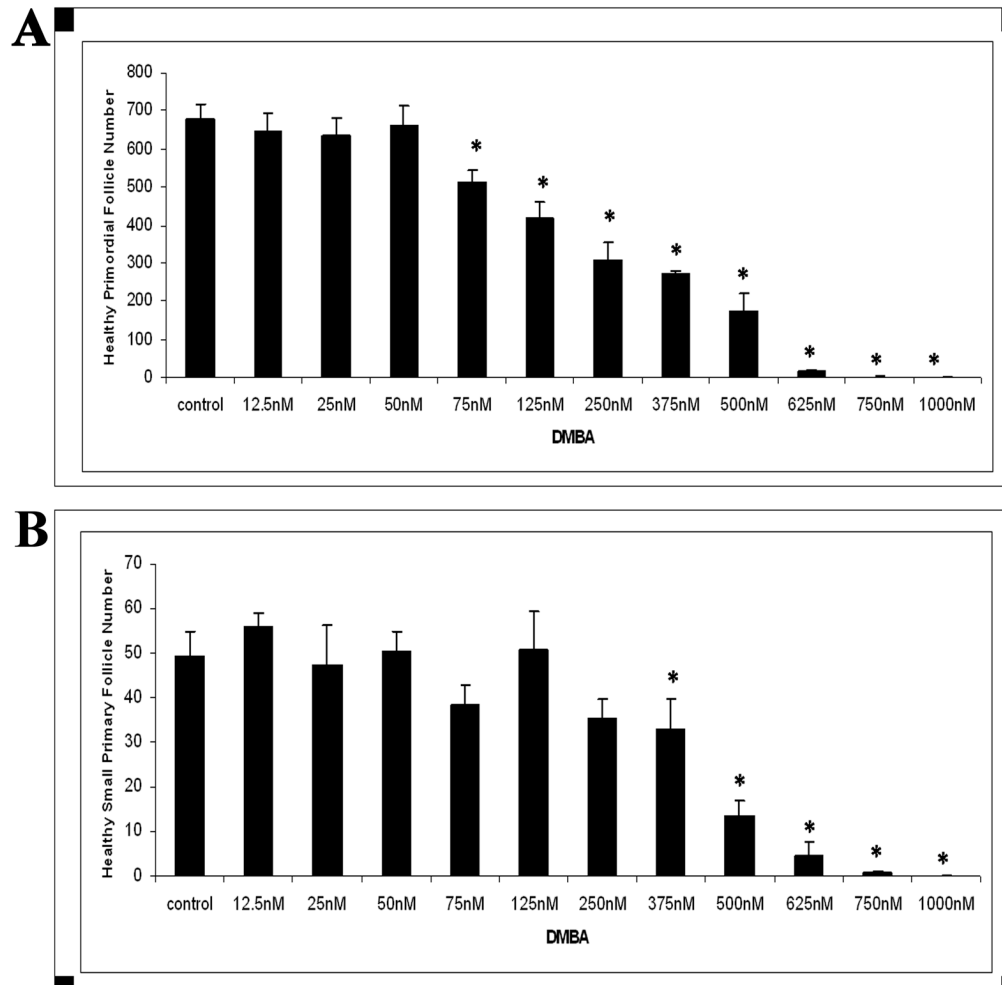 A
Healthy Primordial Follicle Number
800
700
600
500
400
300
200
100
0
* * * * * * * *
control 12.5nM 25nM 50nM 75nM 125nM 250nM 375nM 500nM 625nM 750nM 1000nM
DMBA
B
Healthy Small Primary Follicle Number
70
60
50
40
30
20
10
0
* * * * *
control 12.5nM 25nM 50nM 75nM 125nM 250nM 375nM 500nM 625nM 750nM 1000nM
DMBA